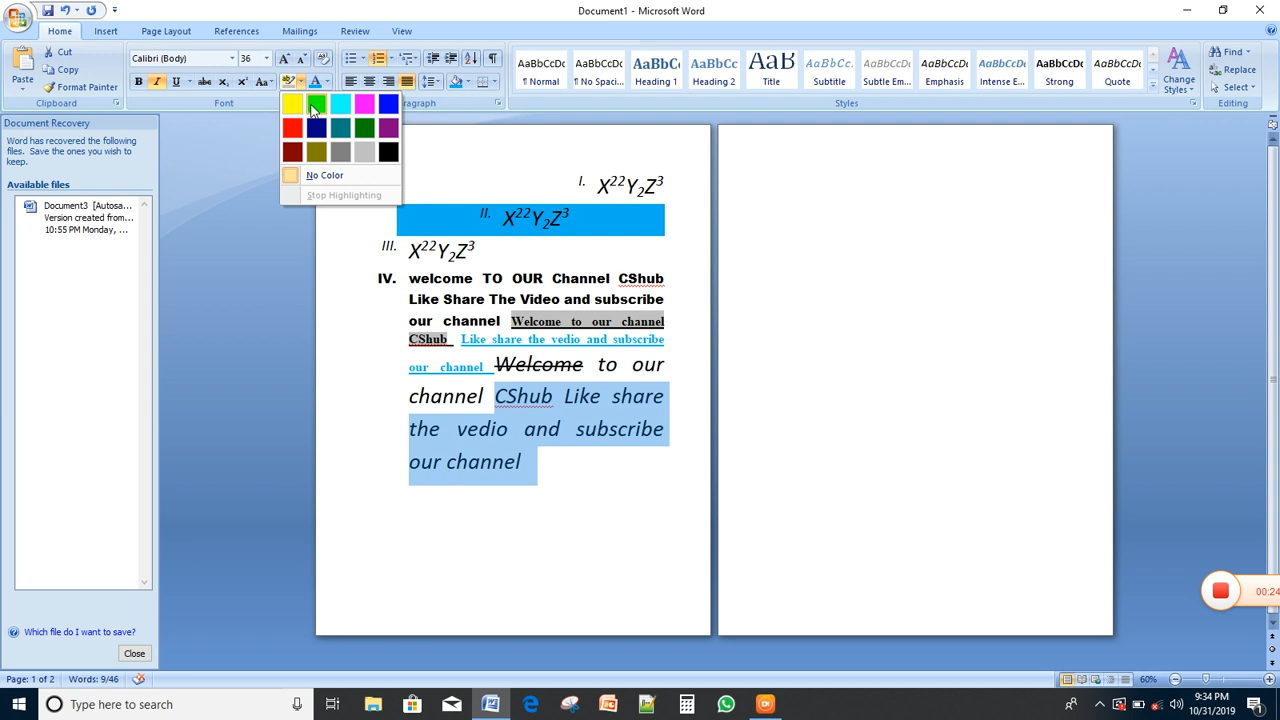 Document1 - Microsoft Word
Home Insert Page Layout References Mailings Review View
Cut
Copy
Format Painter
Paste
Clipboard
Calibri (Body) 36
B I U abc x₂ x² Aa
Font
Paragraph
No Color
Stop Highlighting
AaBbCcDc AaBbCcDc AaBbC AaBbCc AaB AaBbCc. AaBbCcDc AaBbCcDc AaBbCcDc AaBbCcDc AaBbCcDc
¶ Normal ¶ No Spaci... Heading 1 Heading 2 Title Subtitle Subtle Em... Emphasis Intense E... Strong Quote
Change Styles
Styles
Find
Replace
Select
Editing
Document Recovery
Word has recovered the following
files. Save the ones you wish to
keep.
Available files
Document3 [Autosa...
Version created from...
10:55 PM Monday, ...
Which file do I want to save?
Close
I. X²²Y₂Z³
II. X²²Y₂Z³
III. X²²Y₂Z³
IV. welcome TO OUR Channel CShub
Like Share The Video and subscribe
our channel Welcome to our channel
CShub Like share the vedio and subscribe
our channel Welcome to our
channel CShub Like share
the vedio and subscribe
our channel
00:24
Page: 1 of 2 Words: 9/46
60%
Type here to search
9:34 PM
10/31/2019